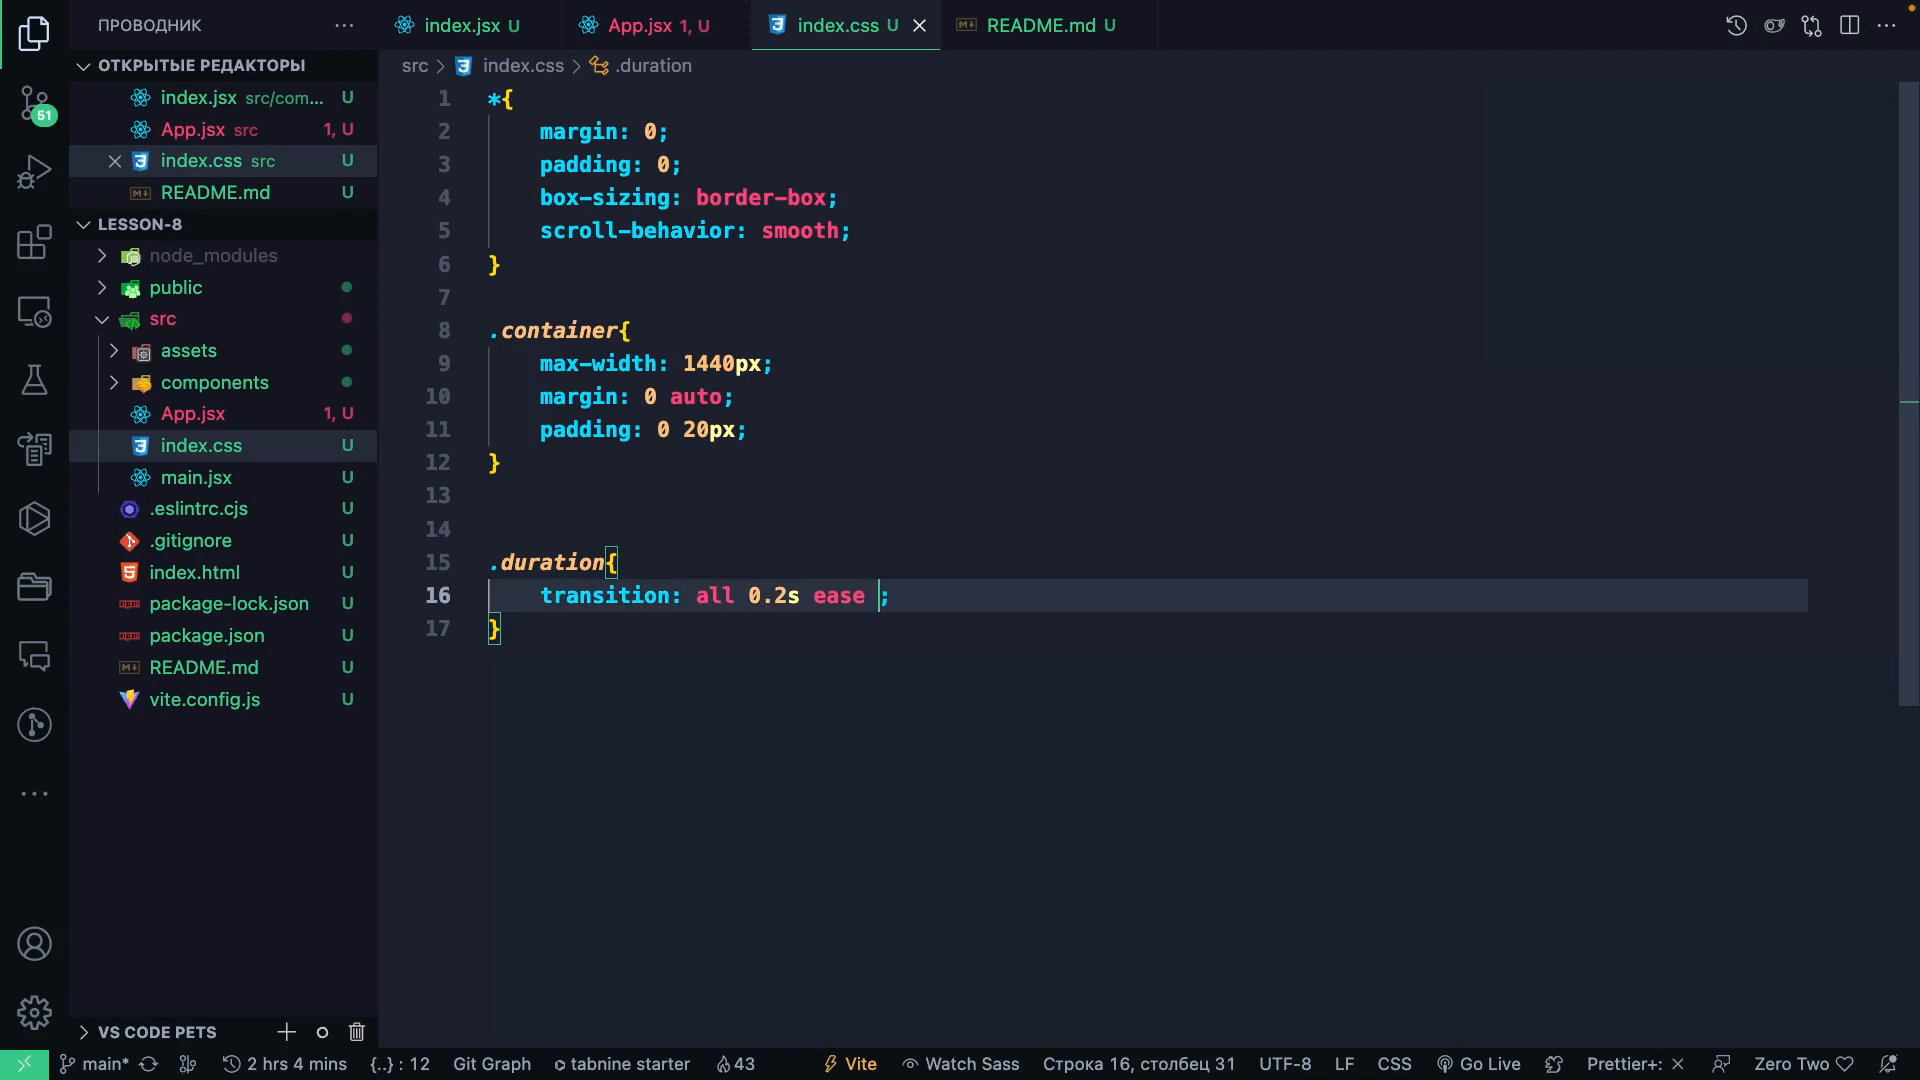 ПРОВОДНИК
index.jsx U
App.jsx 1, U
index.css U
README.md U
ОТКРЫТЫЕ РЕДАКТОРЫ
index.jsx src/com... U
App.jsx src 1, U
index.css src U
README.md U
LESSON-8
node_modules
public
src
assets
components
App.jsx 1, U
index.css U
main.jsx U
.eslintrc.cjs U
.gitignore U
index.html U
package-lock.json U
package.json U
README.md U
vite.config.js U
VS CODE PETS
51
src > index.css > .duration
1 *{
2 margin: 0;
3 padding: 0;
4 box-sizing: border-box;
5 scroll-behavior: smooth;
6 }
7
8 .container{
9 max-width: 1440px;
10 margin: 0 auto;
11 padding: 0 20px;
12 }
13
14
15 .duration{
16 transition: all 0.2s ease ;
17 }
main* 2 hrs 4 mins {..} : 12 Git Graph tabnine starter 43 Vite Watch Sass Строка 16, столбец 31 UTF-8 LF CSS Go Live Prettier+: × Zero Two